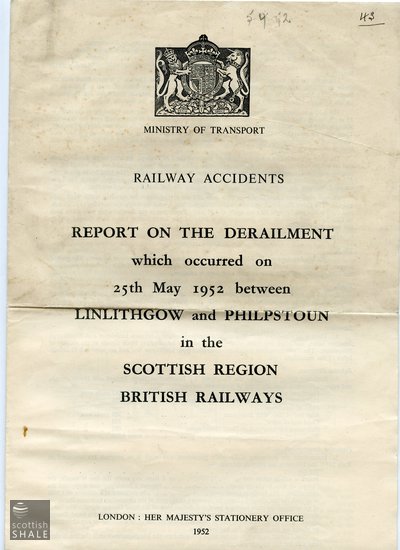 43
MINISTRY OF TRANSPORT
RAILWAY ACCIDENTS
REPORT ON THE DERAILMENT
which occurred on
25th May 1952 between
LINLITHGOW and PHILPSTOUN
in the
SCOTTISH REGION
BRITISH RAILWAYS
LONDON : HER MAJESTY'S STATIONERY OFFICE
1952
scottish
SHALE